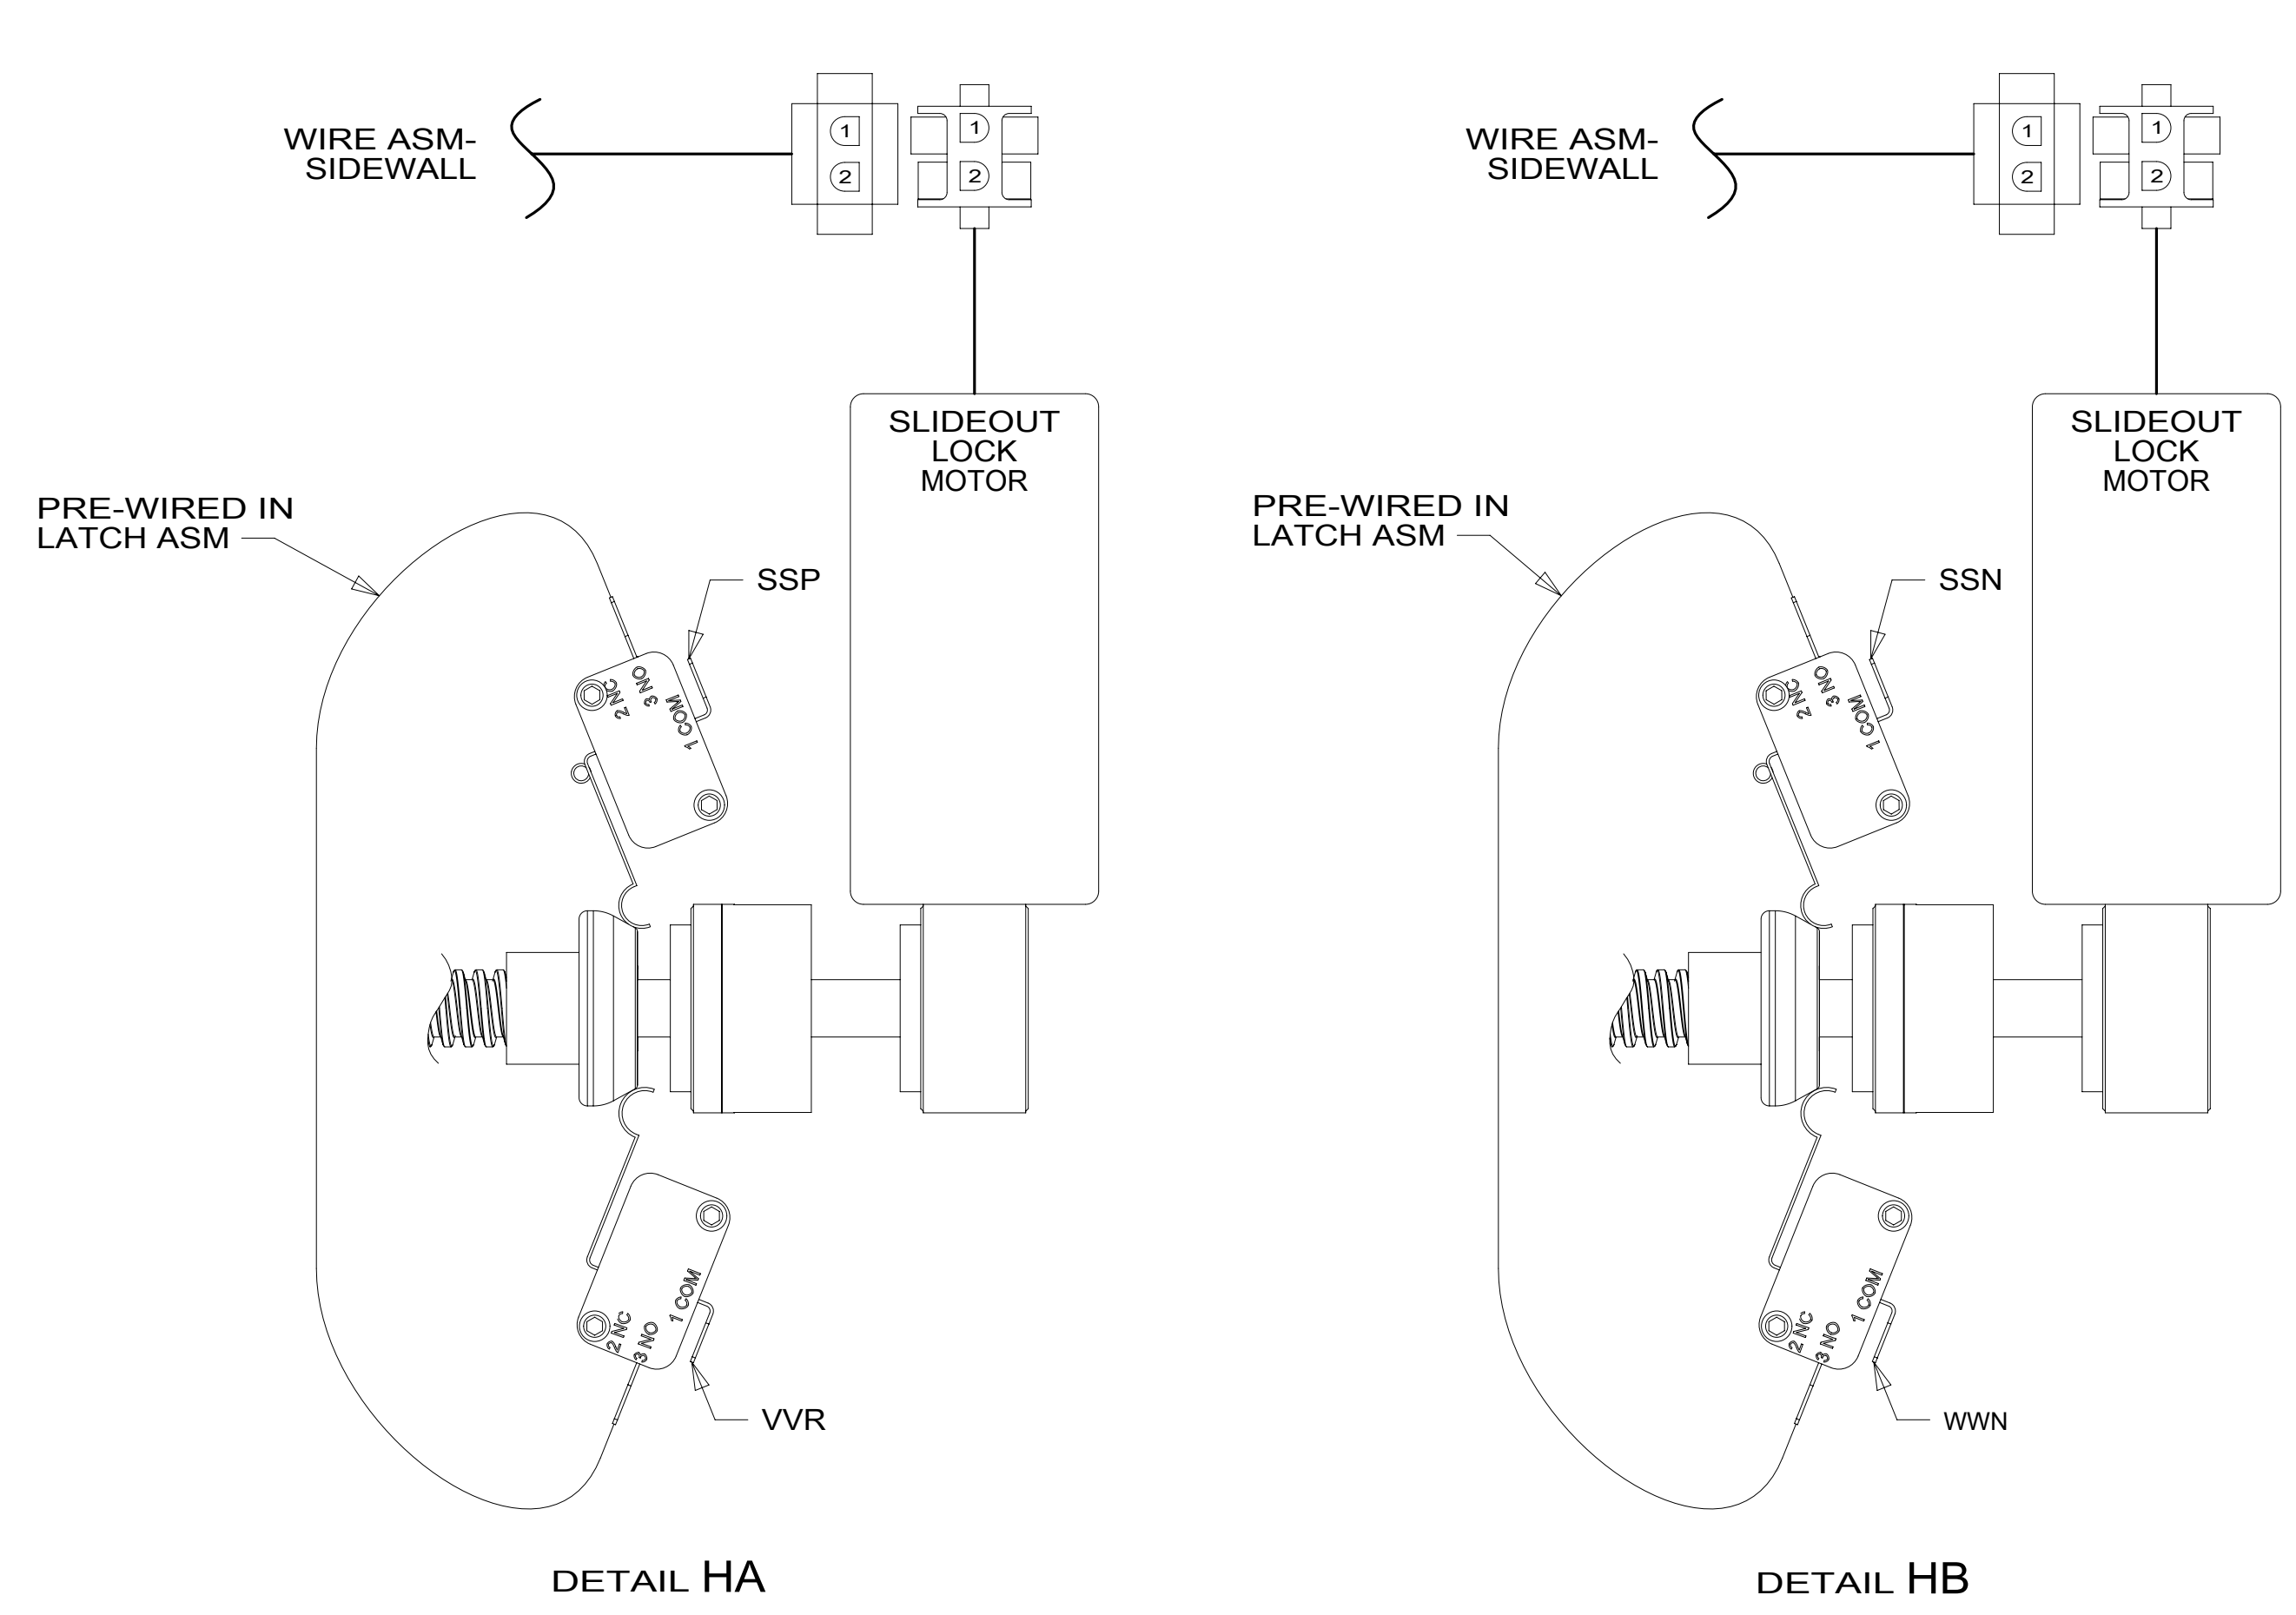 WIRE ASM-
SIDEWALL
1
2
1
2
SLIDEOUT
LOCK
MOTOR
PRE-WIRED IN
LATCH ASM
SSP
2 NC
3 NO
1 COM
1 COM
2 NC
3 NO
VVR
DETAIL HA
WIRE ASM-
SIDEWALL
1
2
1
2
SLIDEOUT
LOCK
MOTOR
PRE-WIRED IN
LATCH ASM
SSN
2 NC
3 NO
1 COM
1 COM
2 NC
3 NO
WWN
DETAIL HB